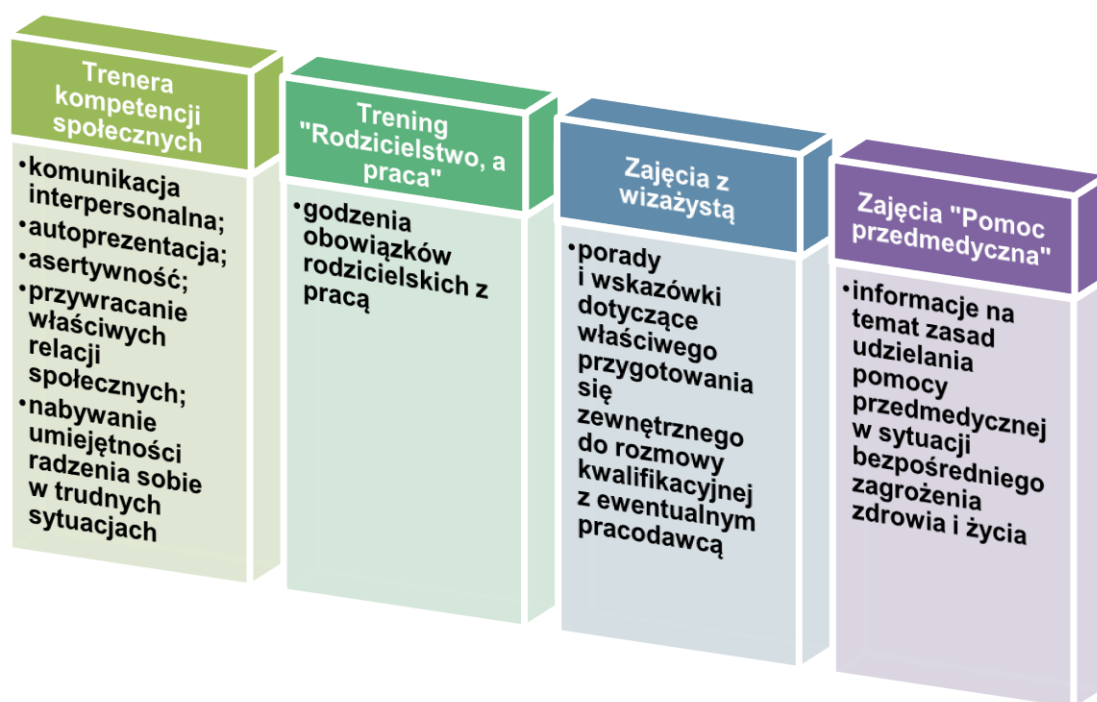 Trenera
kompetencji
społecznych
•komunikacja
interpersonalna;
•autoprezentacja;
•asertywność;
•przywracanie
właściwych
relacji
społecznych;
•nabywanie
umiejętności
radzenia sobie
w trudnych
sytuacjach
Trening
"Rodzicielstwo, a
praca"
•godzenia
obowiązków
rodzicielskich z
pracą
Zajęcia z
wizażystą
•porady
i wskazówki
dotyczące
właściwego
przygotowania
się
zewnętrznego
do rozmowy
kwalifikacyjnej
z ewentualnym
pracodawcą
Zajęcia "Pomoc
przedmedyczna"
•informacje na
temat zasad
udzielania
pomocy
przedmedycznej
w sytuacji
bezpośredniego
zagrożenia
zdrowia i życia